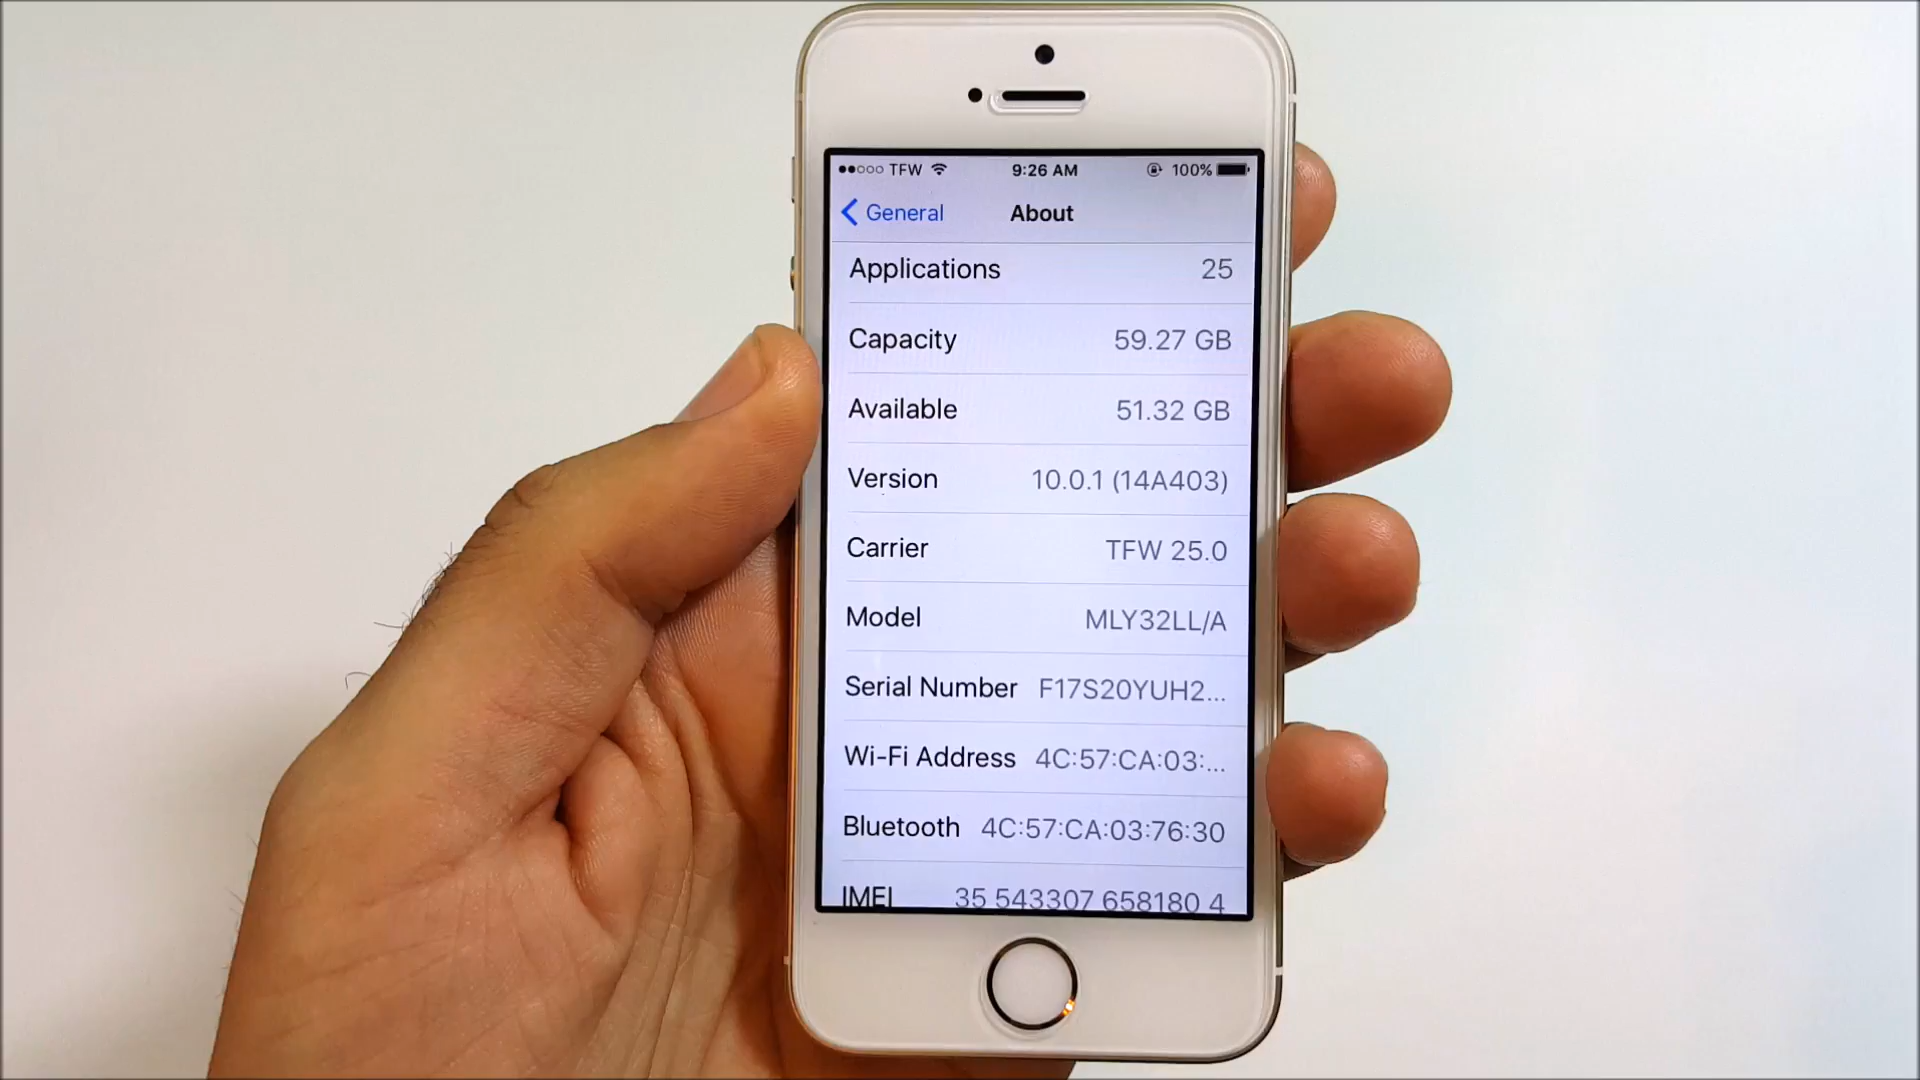 TFW 9:26 AM 100%
General About
Applications 25
Capacity 59.27 GB
Available 51.32 GB
Version 10.0.1 (14A403)
Carrier TFW 25.0
Model MLY32LL/A
Serial Number F17S20YUH2...
Wi-Fi Address 4C:57:CA:03:...
Bluetooth 4C:57:CA:03:76:30
IMEI 35 543307 658180 4